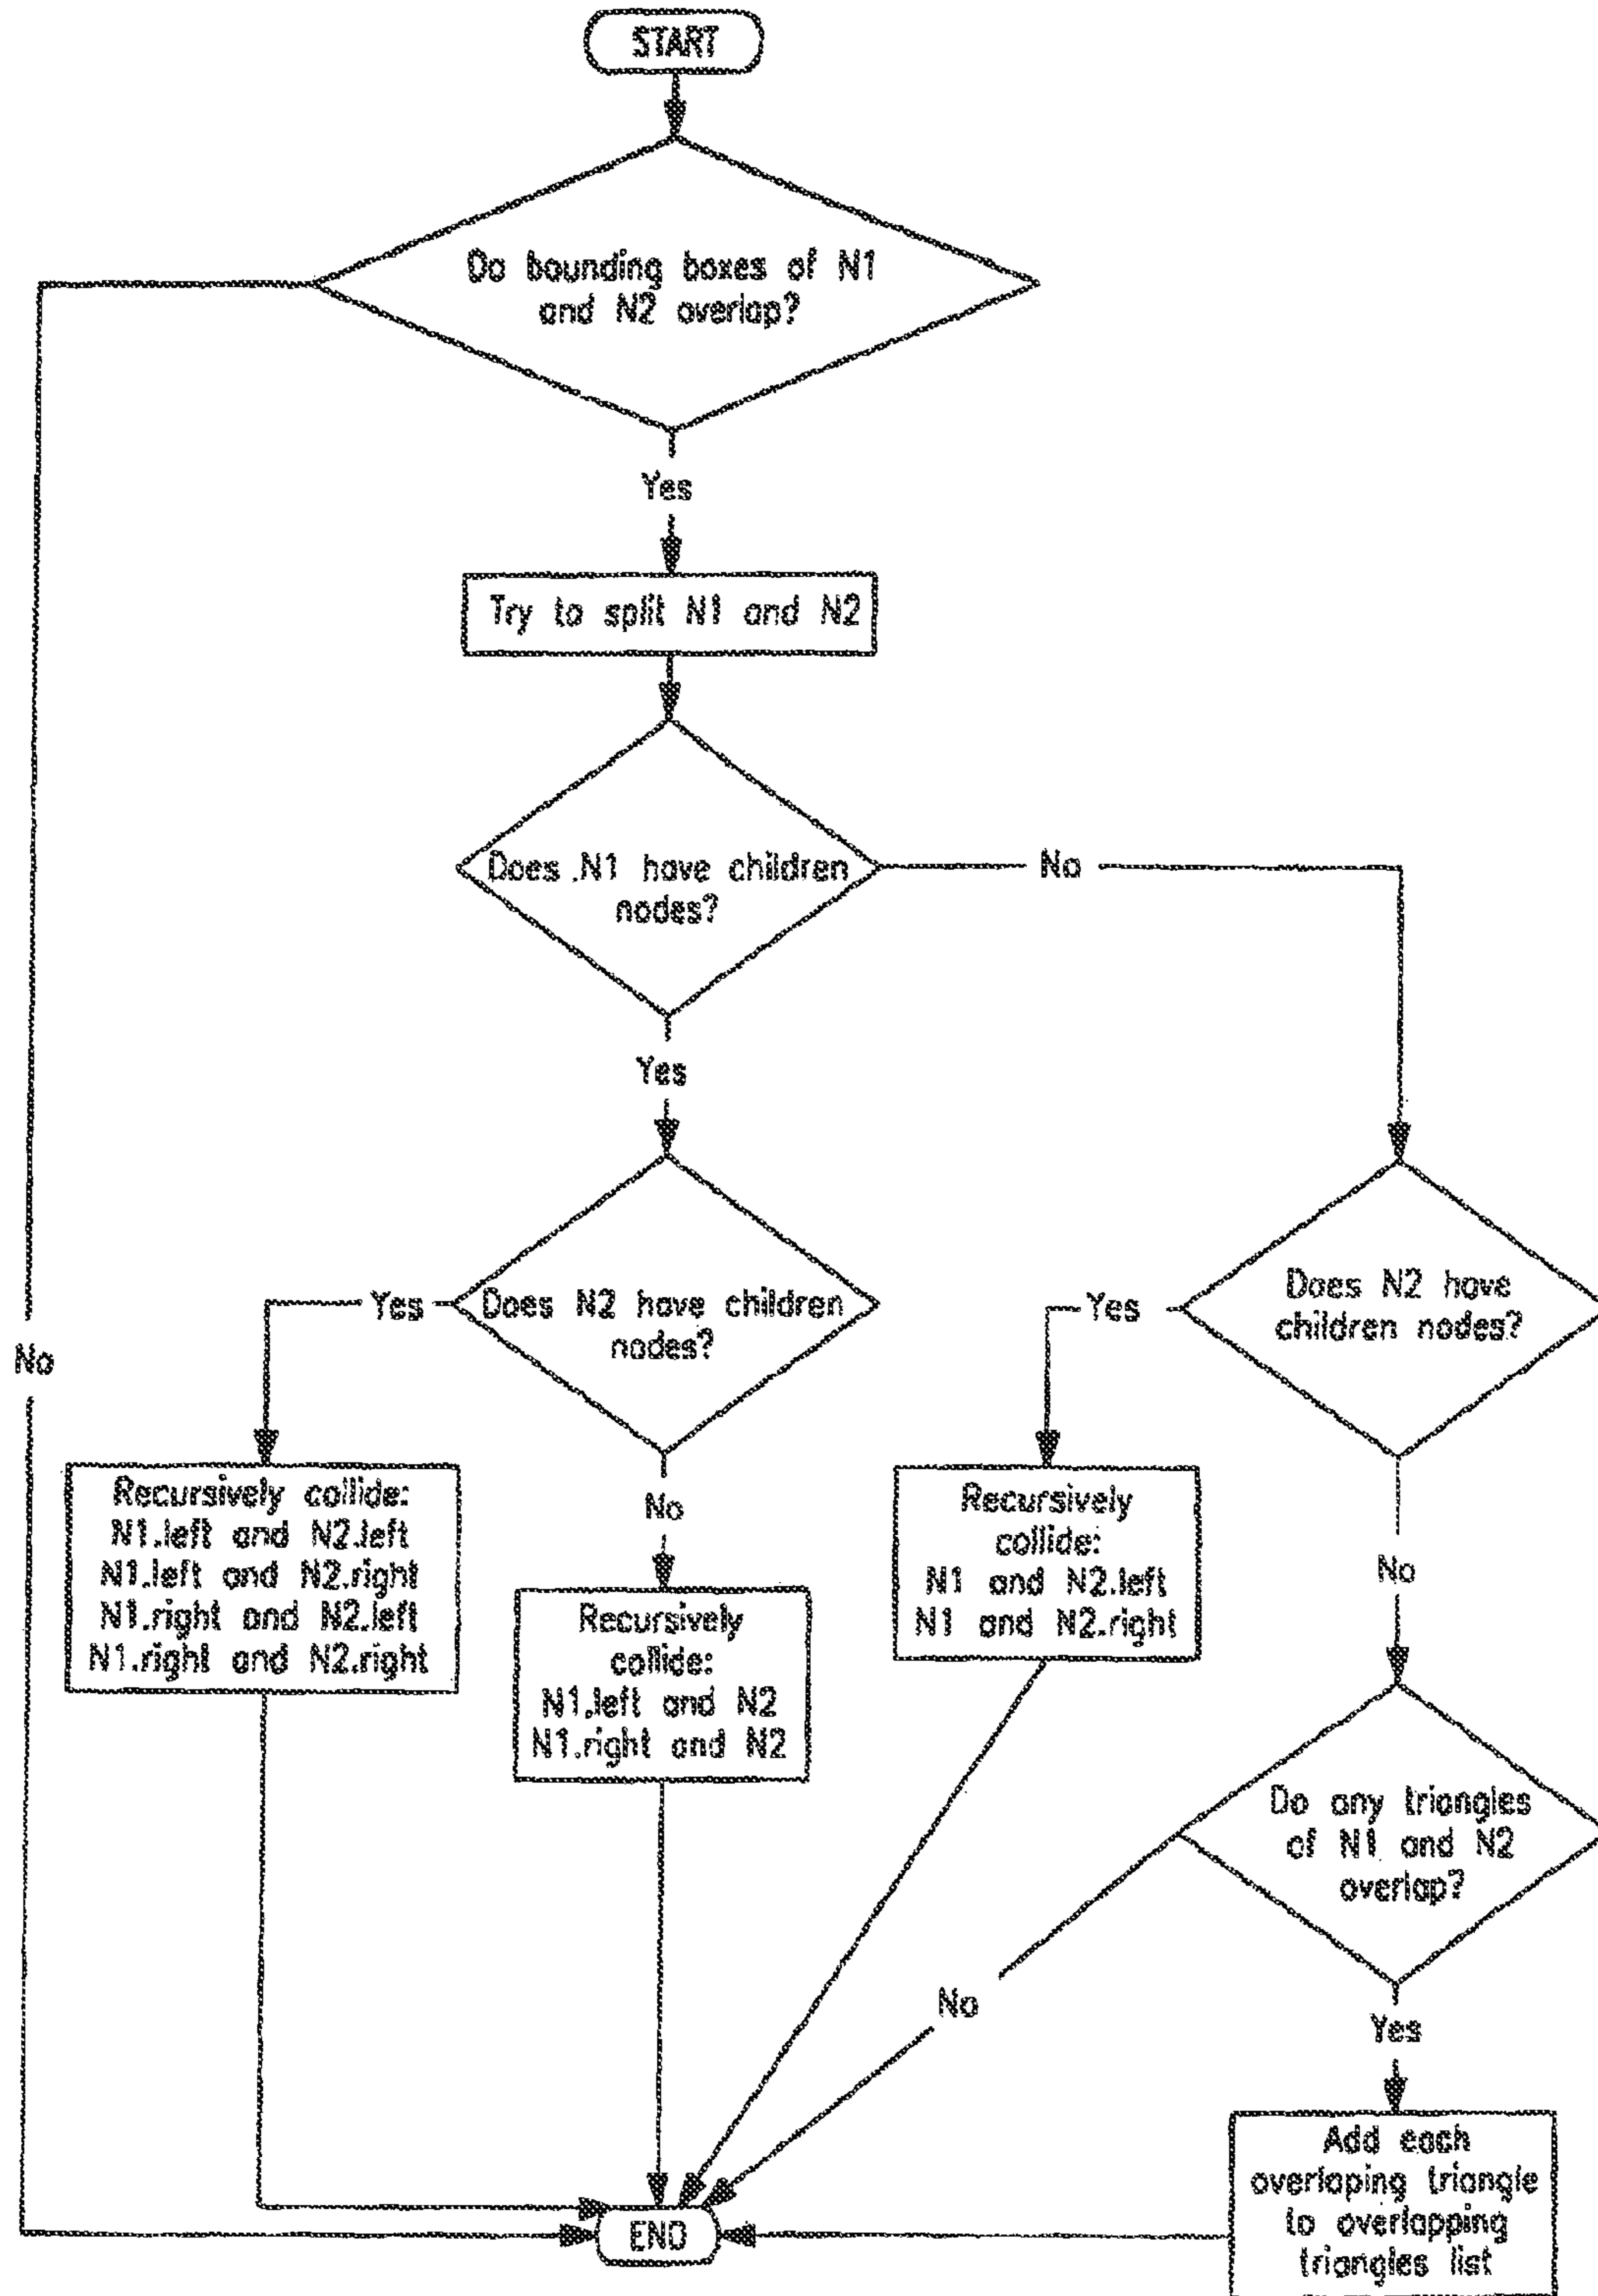 START
Do bounding boxes of N1
and N2 overlap?
Yes
Try to split N1 and N2
Does .N1 have children
nodes?
No
Yes
Does N2 have children
nodes?
Yes
No
Does N2 have
children nodes?
Yes
No
No
Recursively collide:
N1.left and N2.left
N1.left and N2.right
N1.right and N2.left
N1.right and N2.right
Recursively
collide:
N1.left and N2
N1.right and N2
Recursively
collide:
N1 and N2.left
N1 and N2.right
Do any triangles
of N1 and N2
overlap?
No
Yes
Add each
overlaping triangle
to overlapping
triangles list
END